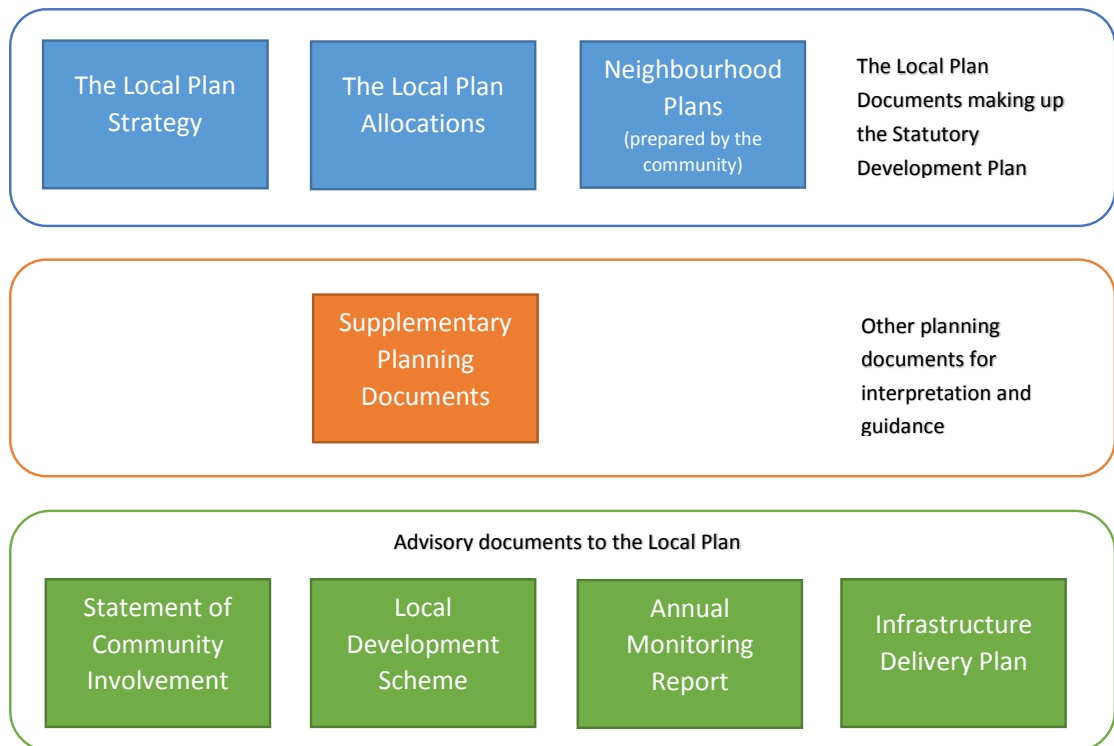 The Local Plan
Strategy
The Local Plan
Allocations
Neighbourhood
Plans
(prepared by the
community)
The Local Plan
Documents making up
the Statutory
Development Plan
Supplementary
Planning
Documents
Other planning
documents for
interpretation and
guidance
Advisory documents to the Local Plan
Statement of
Community
Involvement
Local
Development
Scheme
Annual
Monitoring
Report
Infrastructure
Delivery Plan